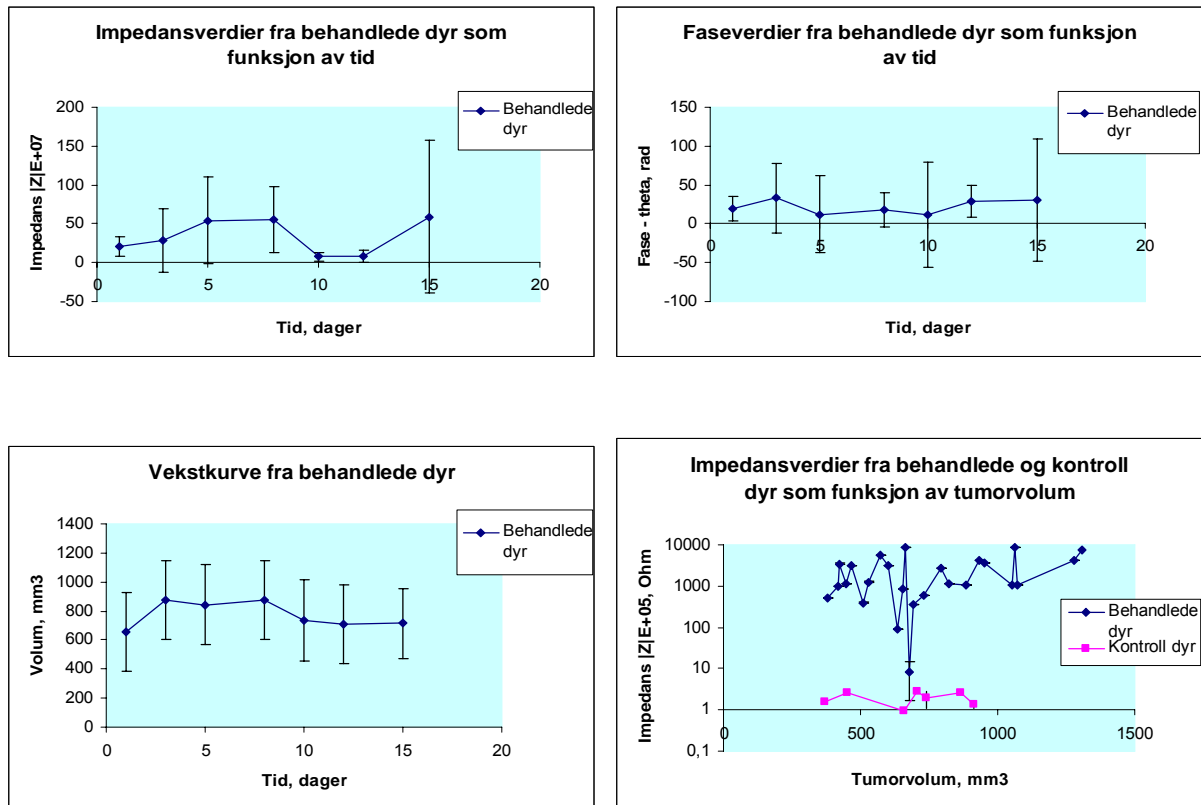 Impedansverdier fra behandlede dyr som
funksjon av tid
Behandlede
dyr
Impedans |Z|E+07
200
150
100
50
0
-50
0
5
10
15
20
Tid, dager
Faseverdier fra behandlede dyr som funksjon
av tid
Behandlede
dyr
Fase - theta, rad
150
100
50
0
-50
-100
0
5
10
15
20
Tid, dager
Vekstkurve fra behandlede dyr
Behandlede
dyr
Volum, mm3
1400
1200
1000
800
600
400
200
0
0
5
10
15
20
Tid, dager
Impedansverdier fra behandlede og kontroll
dyr som funksjon av tumorvolum
Behandlede
dyr
Kontroll dyr
Impedans |Z|E+05, Ohm
10000
1000
100
10
1
0,1
0
500
1000
1500
Tumorvolum, mm3